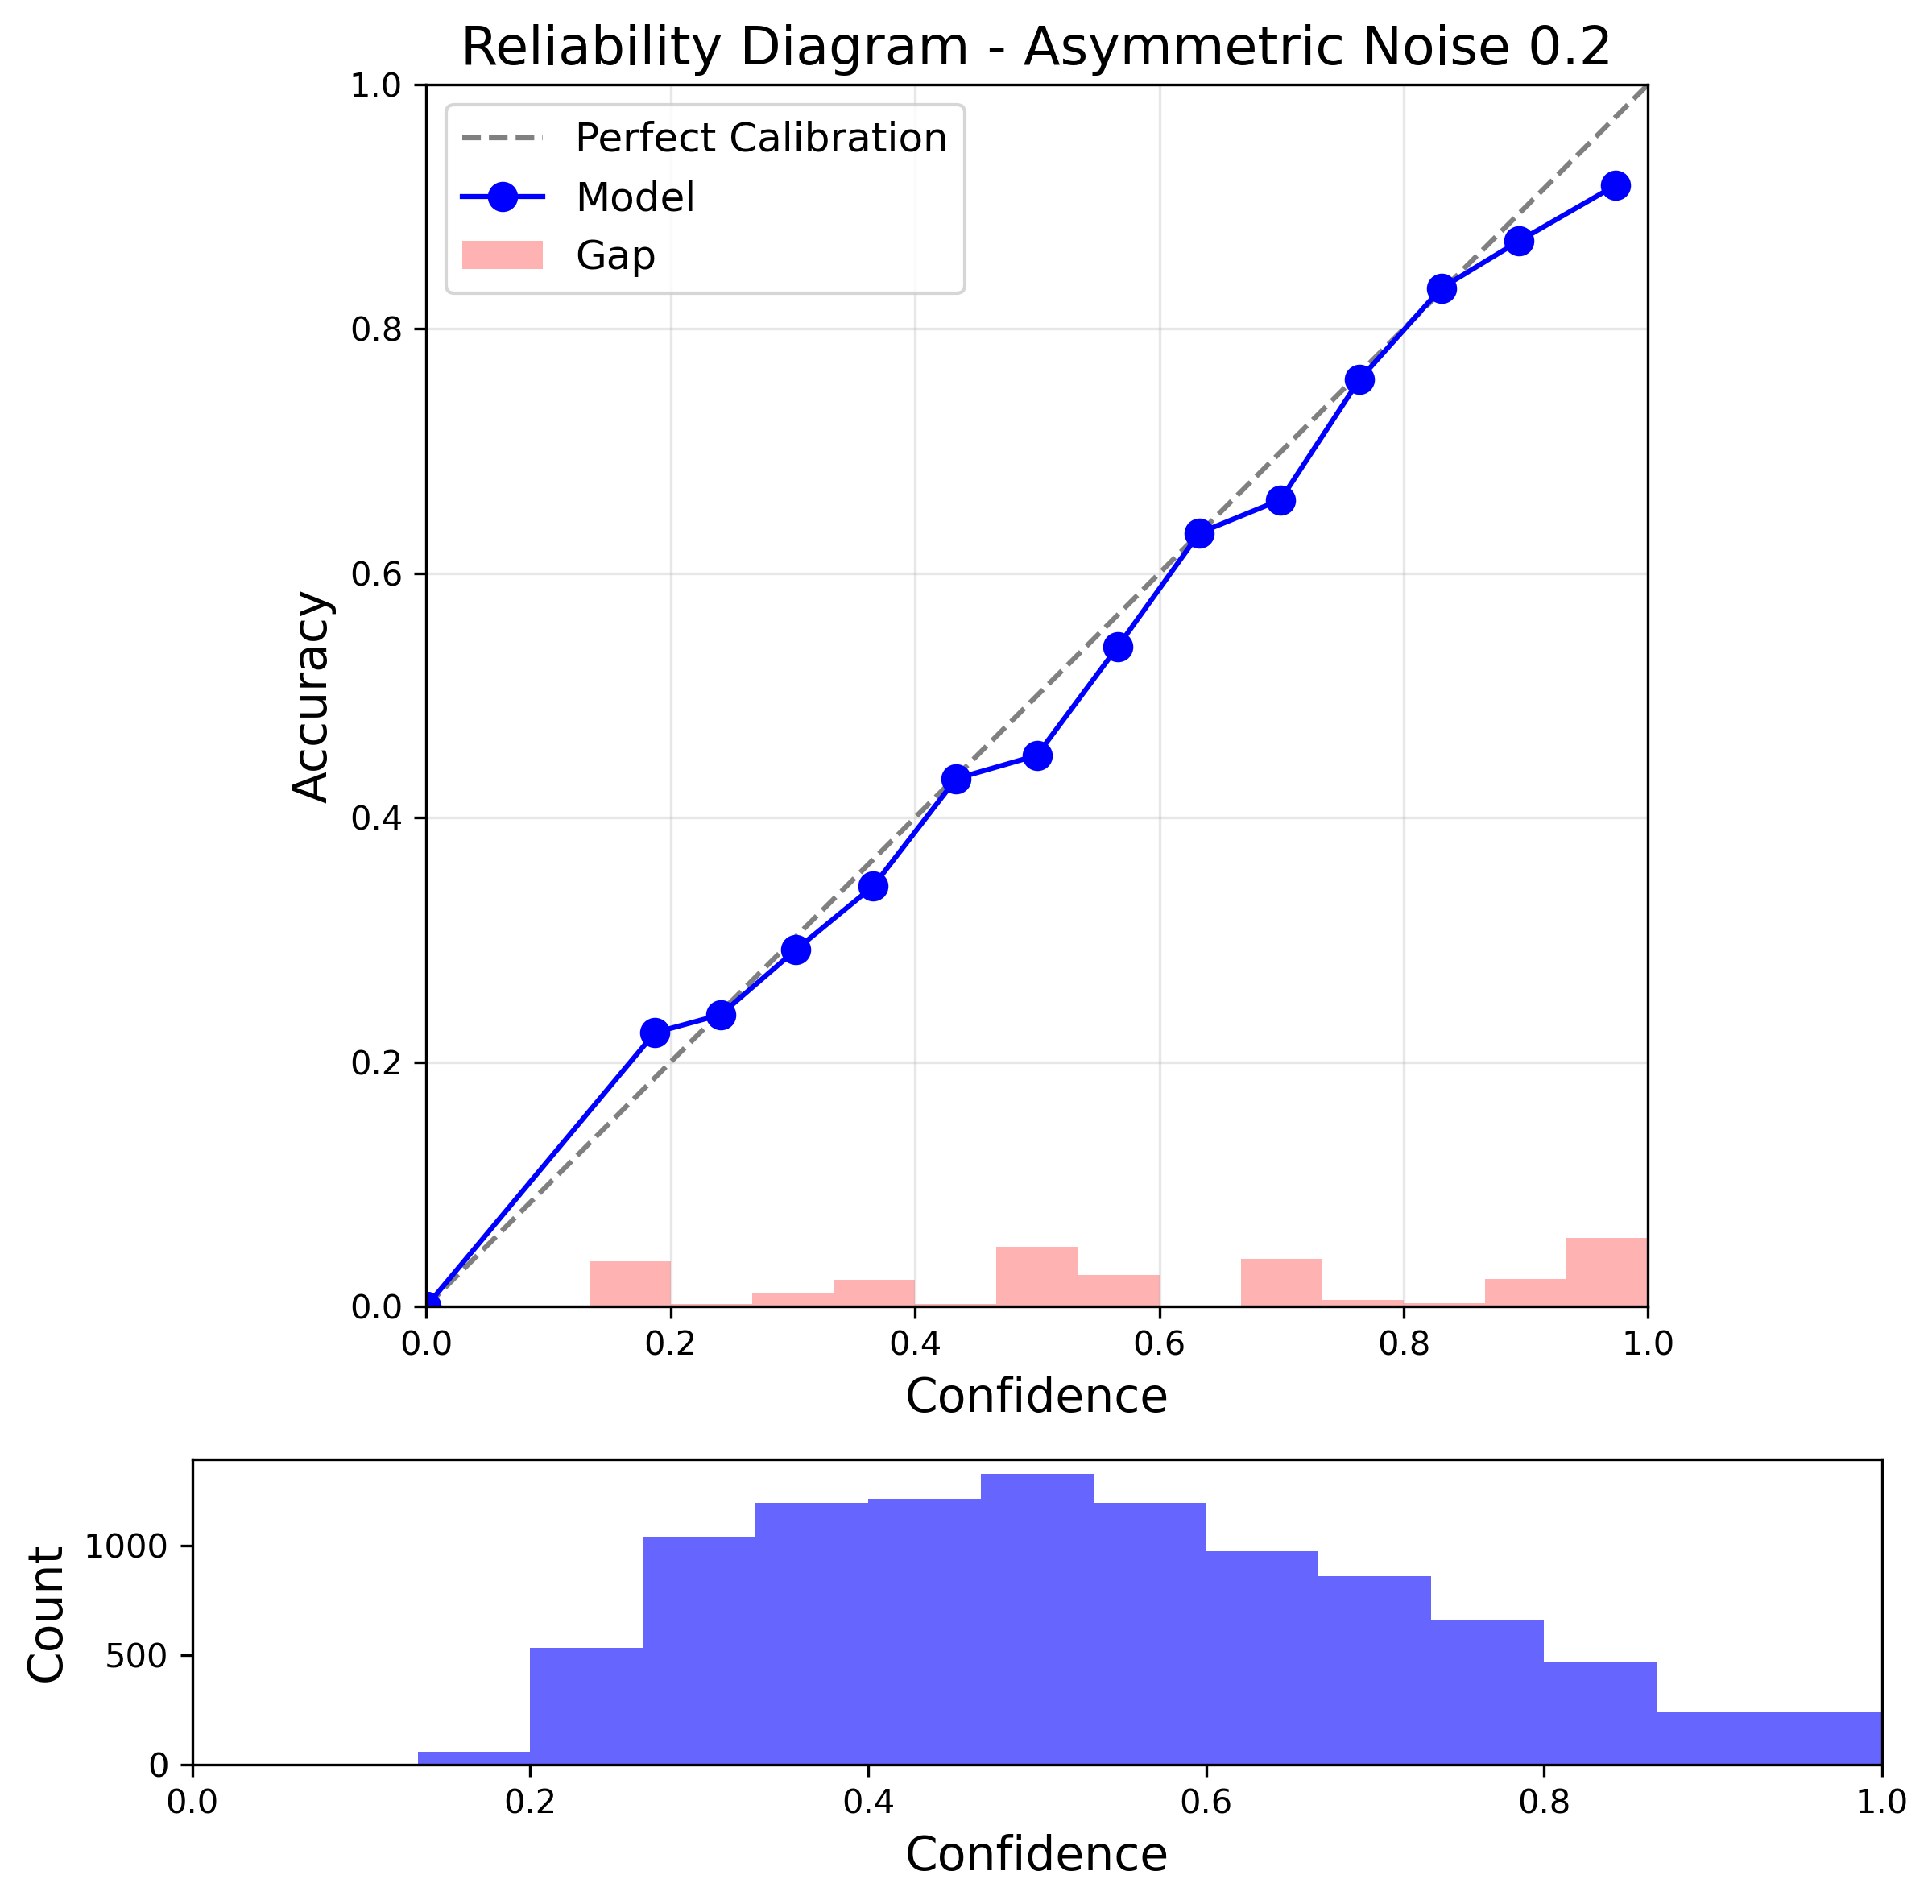 Reliability Diagram - Asymmetric Noise 0.2
1.0
Perfect Calibration
Model
Gap
0.8
0.6
Accuracy
0.4
0.2
0.0
0.0 0.2 0.4 0.6 0.8 1.0
Confidence
1000
Count
500
0
0.0 0.2 0.4 0.6 0.8 1.0
Confidence